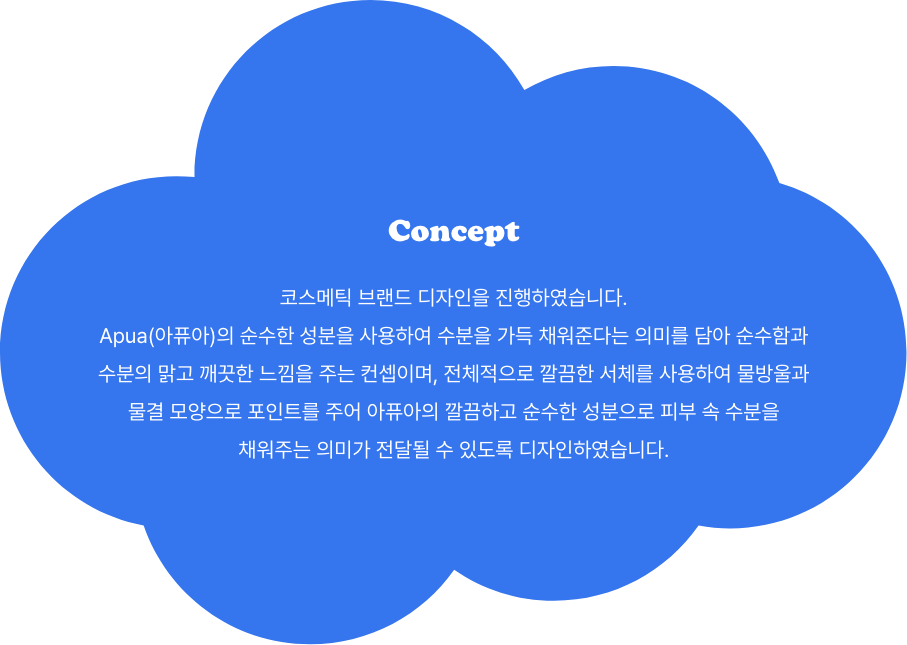 Concept
코스메틱 브랜드 디자인을 진행하였습니다.
Apua(아퓨아)의 순수한 성분을 사용하여 수분을 가득 채워준다는 의미를 담아 순수함과
수분의 맑고 깨끗한 느낌을 주는 컨셉이며, 전체적으로 깔끔한 서체를 사용하여 물방울과
물결 모양으로 포인트를 주어 아퓨아의 깔끔하고 순수한 성분으로 피부 속 수분을
채워주는 의미가 전달될 수 있도록 디자인하였습니다.